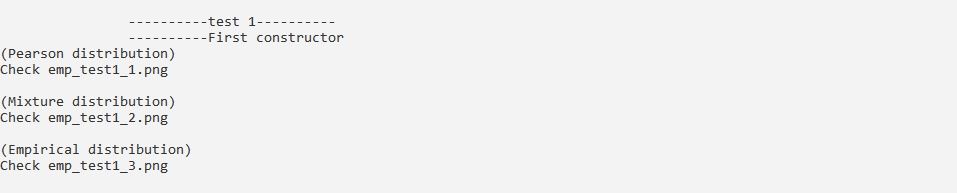 ----------test 1----------
----------First constructor
(Pearson distribution)
Check emp_test1_1.png
(Mixture distribution)
Check emp_test1_2.png
(Empirical distribution)
Check emp_test1_3.png